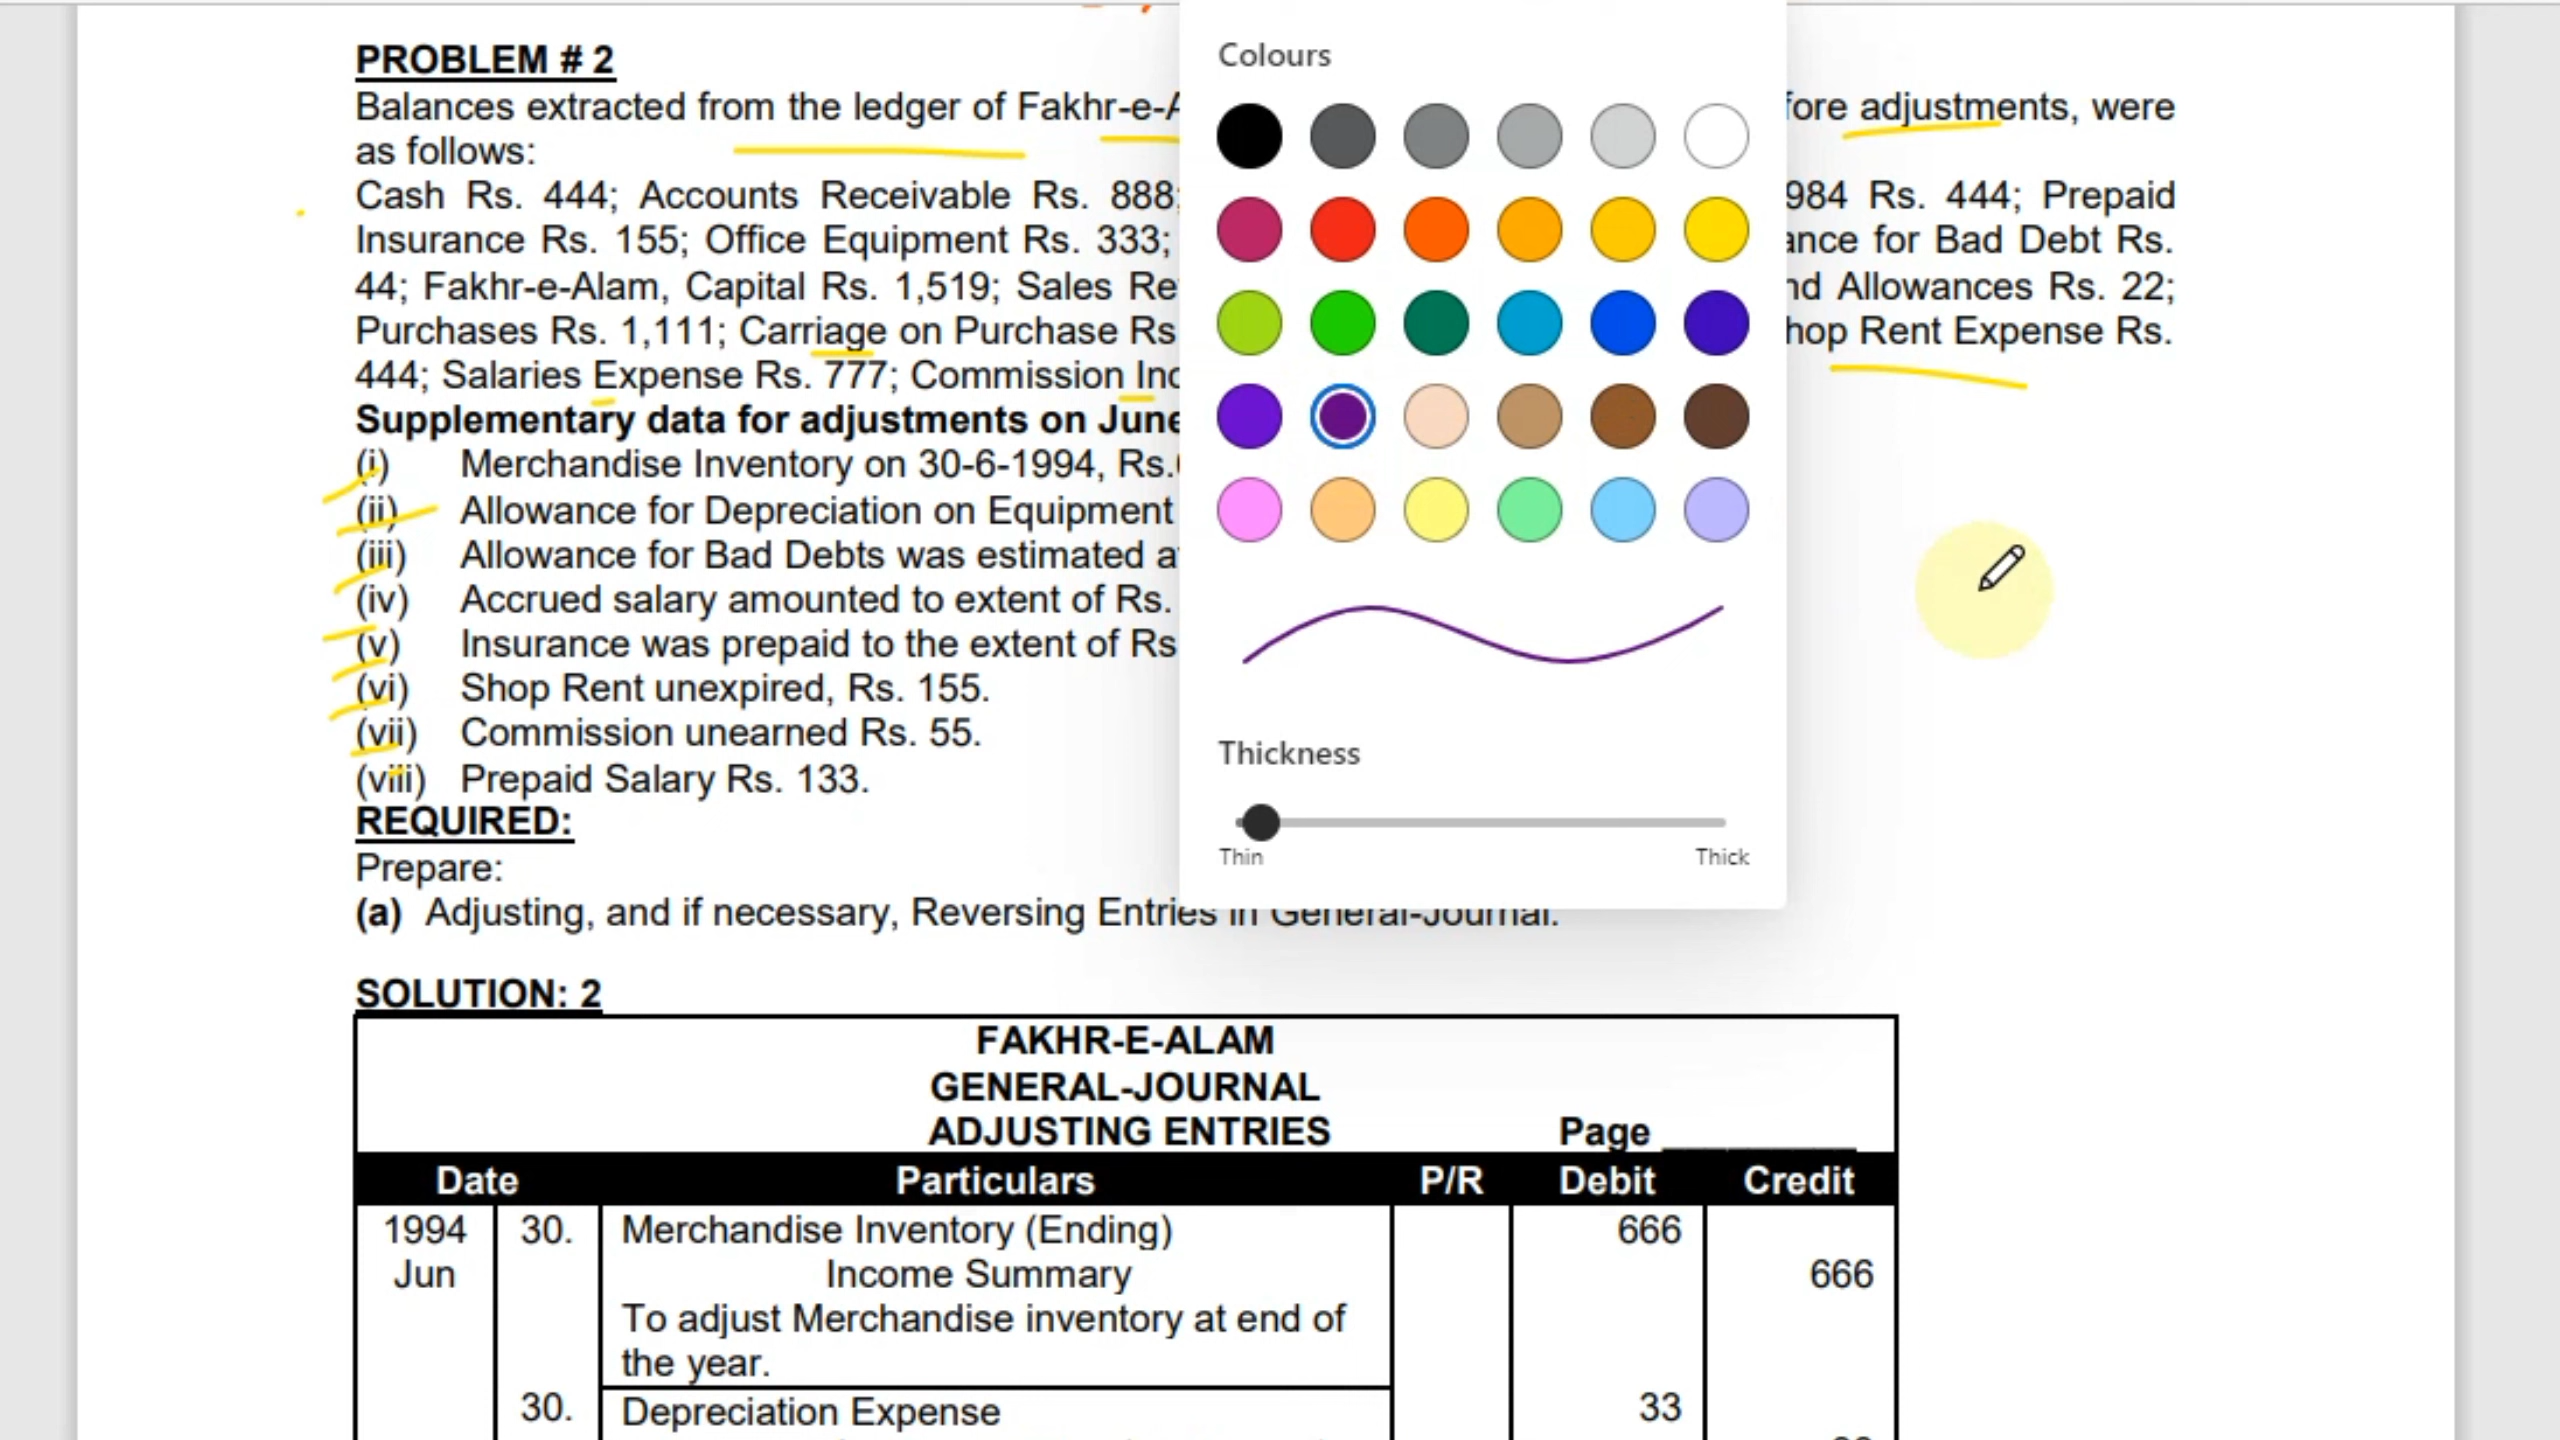 PROBLEM # 2
Balances extracted from the ledger of Fakhr-e- fore adjustments, were
as follows:
Cash Rs. 444; Accounts Receivable Rs. 888; 984 Rs. 444; Prepaid
Insurance Rs. 155; Office Equipment Rs. 333; ance for Bad Debt Rs.
44; Fakhr-e-Alam, Capital Rs. 1,519; Sales Re nd Allowances Rs. 22;
Purchases Rs. 1,111; Carriage on Purchase Rs hop Rent Expense Rs.
444; Salaries Expense Rs. 777; Commission Inc
Supplementary data for adjustments on June
(i) Merchandise Inventory on 30-6-1994, Rs.
(ii) Allowance for Depreciation on Equipment
(iii) Allowance for Bad Debts was estimated a
(iv) Accrued salary amounted to extent of Rs.
(v) Insurance was prepaid to the extent of Rs
(vi) Shop Rent unexpired, Rs. 155.
(vii) Commission unearned Rs. 55.
(viii) Prepaid Salary Rs. 133.
REQUIRED:
Prepare:
(a) Adjusting, and if necessary, Reversing Entries in General-Journal.
Colours
Thickness
Thin Thick
SOLUTION: 2
FAKHR-E-ALAM
GENERAL-JOURNAL
ADJUSTING ENTRIES Page
Date Particulars P/R Debit Credit
1994 30. Merchandise Inventory (Ending) 666
Jun Income Summary 666
To adjust Merchandise inventory at end of
the year.
30. Depreciation Expense 33